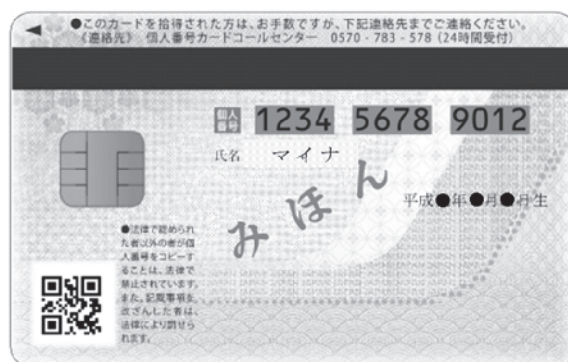 ●このカードを拾得された方は、お手数ですが、下記連絡先までご連絡ください。
《連絡先》 個人番号カードコールセンター 0570-783-578（24時間受付）
個人番号 1234 5678 9012
氏名 マイナ
平成●年●月●日生
みほん
●法律で認められ
た者以外の者が個
人番号をコピーす
ることは、法律で
禁止されています。
また、記載事項を
改ざんした者は、
法律により罰せら
れます。